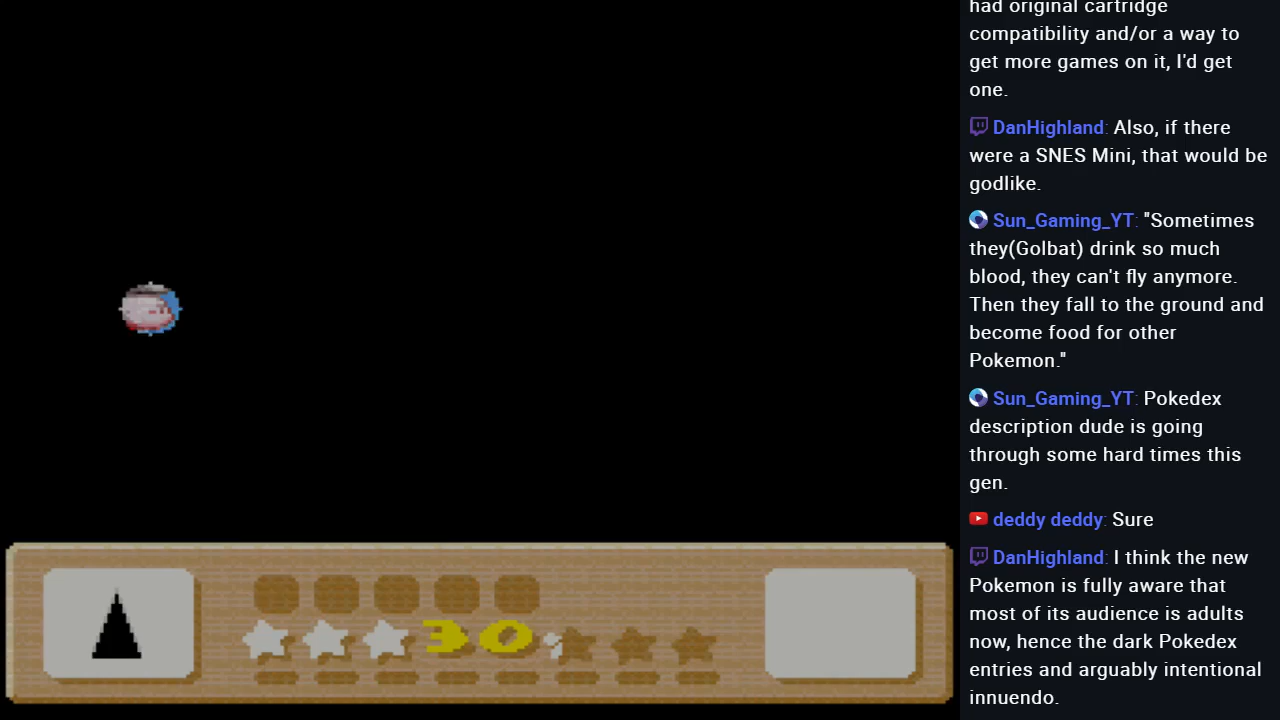 had original cartridge
compatibility and/or a way to
get more games on it, I'd get
one.
DanHighland: Also, if there
were a SNES Mini, that would be
godlike.
Sun_Gaming_YT: "Sometimes
they(Golbat) drink so much
blood, they can't fly anymore.
Then they fall to the ground and
become food for other
Pokemon."
Sun_Gaming_YT: Pokedex
description dude is going
through some hard times this
gen.
deddy deddy: Sure
DanHighland: I think the new
Pokemon is fully aware that
most of its audience is adults
now, hence the dark Pokedex
entries and arguably intentional
innuendo.
30